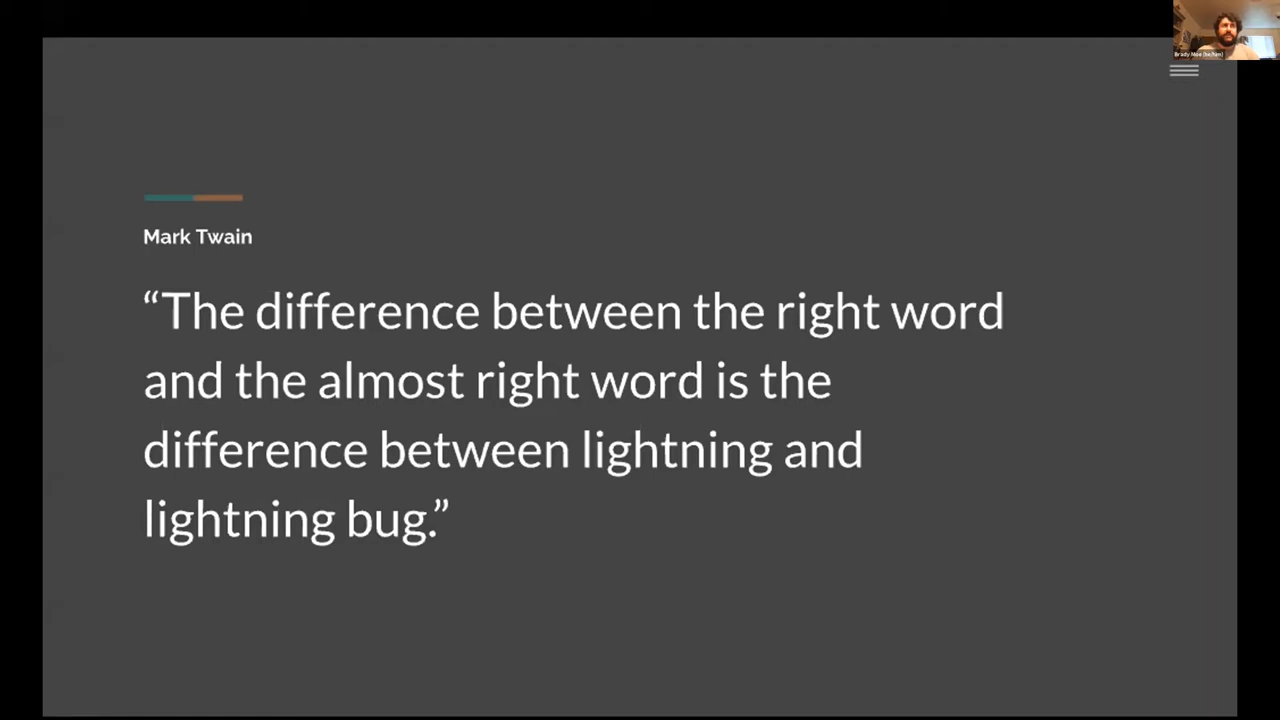 Mark Twain
“The difference between the right word
and the almost right word is the
difference between lightning and
lightning bug.”